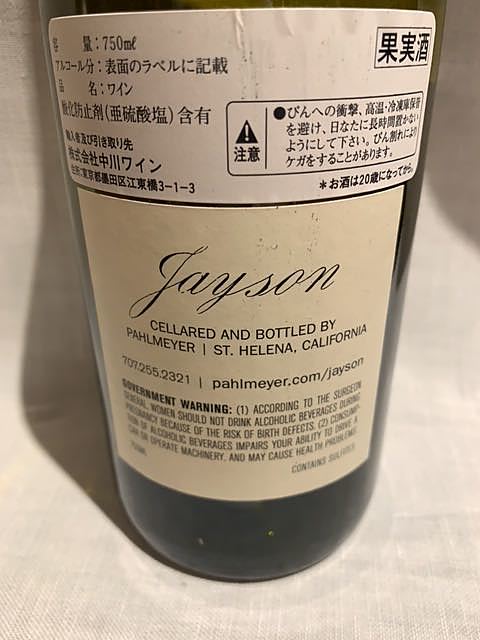 容 量：750㎖
アルコール分：表面のラベルに記載
品 名：ワイン
酸化防止剤(亜硫酸塩)含有
輸入者及び引き取り先
株式会社中川ワイン
住所：東京都墨田区江東橋3-1-3
果実酒
注意
●びんへの衝撃、高温・冷凍庫保管
を避け、日なたに長時間置かない
ようにして下さい。びん割れにより
ケガをすることがあります。
＊お酒は20歳になってから。
Jayson
CELLARED AND BOTTLED BY
PAHLMEYER | ST. HELENA, CALIFORNIA
707.255.2321 | pahlmeyer.com/jayson
GOVERNMENT WARNING: (1) ACCORDING TO THE SURGEON
GENERAL, WOMEN SHOULD NOT DRINK ALCOHOLIC BEVERAGES DURING
PREGNANCY BECAUSE OF THE RISK OF BIRTH DEFECTS. (2) CONSUMP-
TION OF ALCOHOLIC BEVERAGES IMPAIRS YOUR ABILITY TO DRIVE A
CAR OR OPERATE MACHINERY, AND MAY CAUSE HEALTH PROBLEMS.
750ML
CONTAINS SULFITES